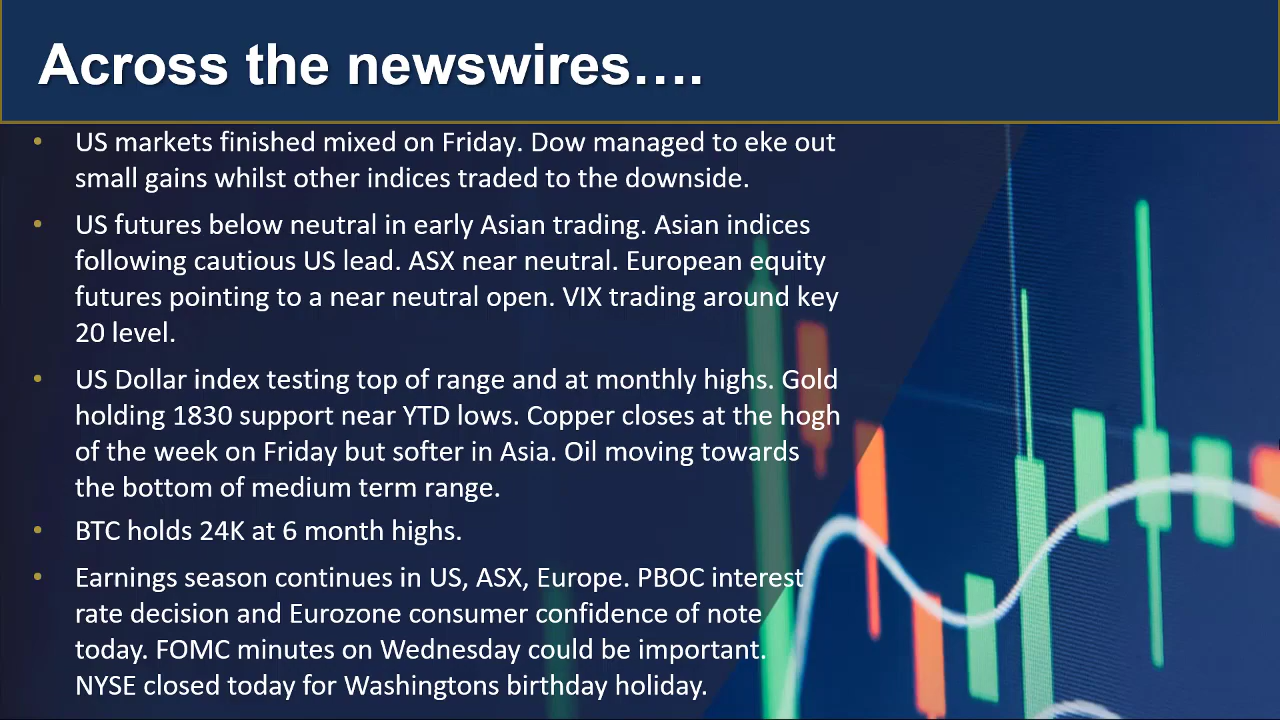 Across the newswires....
• US markets finished mixed on Friday. Dow managed to eke out
small gains whilst other indices traded to the downside.
• US futures below neutral in early Asian trading. Asian indices
following cautious US lead. ASX near neutral. European equity
futures pointing to a near neutral open. VIX trading around key
20 level.
• US Dollar index testing top of range and at monthly highs. Gold
holding 1830 support near YTD lows. Copper closes at the hogh
of the week on Friday but softer in Asia. Oil moving towards
the bottom of medium term range.
• BTC holds 24K at 6 month highs.
• Earnings season continues in US, ASX, Europe. PBOC interest
rate decision and Eurozone consumer confidence of note
today. FOMC minutes on Wednesday could be important.
NYSE closed today for Washingtons birthday holiday.